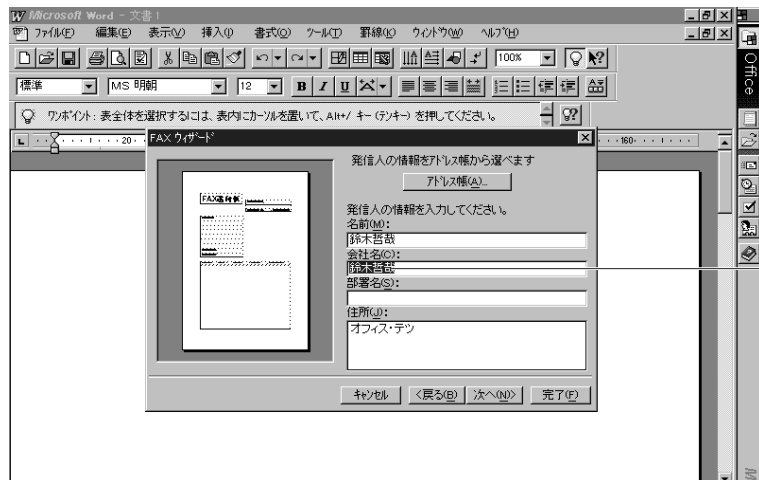 Microsoft Word - 文書1
ファイル(F) 編集(E) 表示(V) 挿入(I) 書式(O) ツール(T) 罫線(K) ウィンドウ(W) ヘルプ(H)
100%
標準 MS 明朝 12 B I U
ワンポイント: 表全体を選択するには、表内にカーソルを置いて、Alt+/ キー(テンキー) を押してください。
20
160
FAX ウィザード
発信人の情報をアドレス帳から選べます
アドレス帳(A)...
FAX送付状
発信人の情報を入力してください。
名前(M):
鈴木哲哉
会社名(C):
鈴木哲哉
部署名(S):
住所(J):
オフィス・テツ
キャンセル <戻る(B) 次へ(N)> 完了(F)
Office